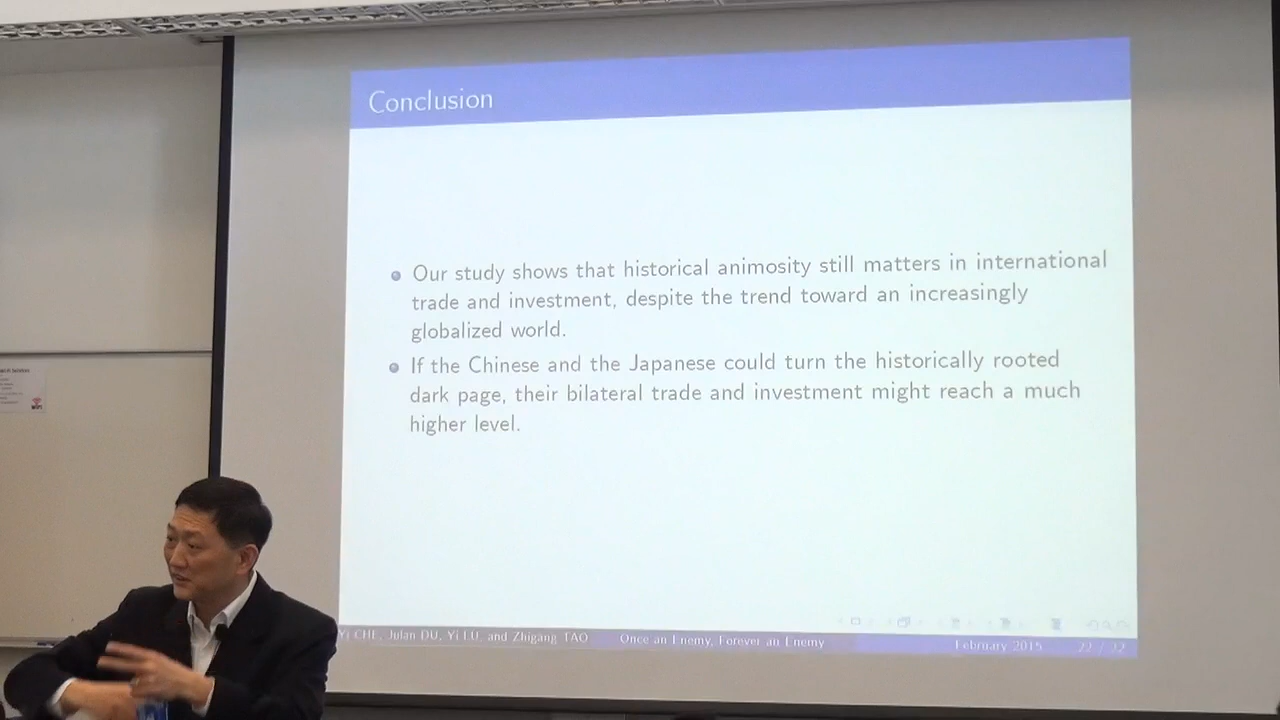 Conclusion
Our study shows that historical animosity still matters in international
trade and investment, despite the trend toward an increasingly
globalized world.
If the Chinese and the Japanese could turn the historically rooted
dark page, their bilateral trade and investment might reach a much
higher level.
Yi CHE, Julan DU, Yi LU, and Zhigang TAO Once an Enemy, Forever an Enemy February 2015 22 / 22